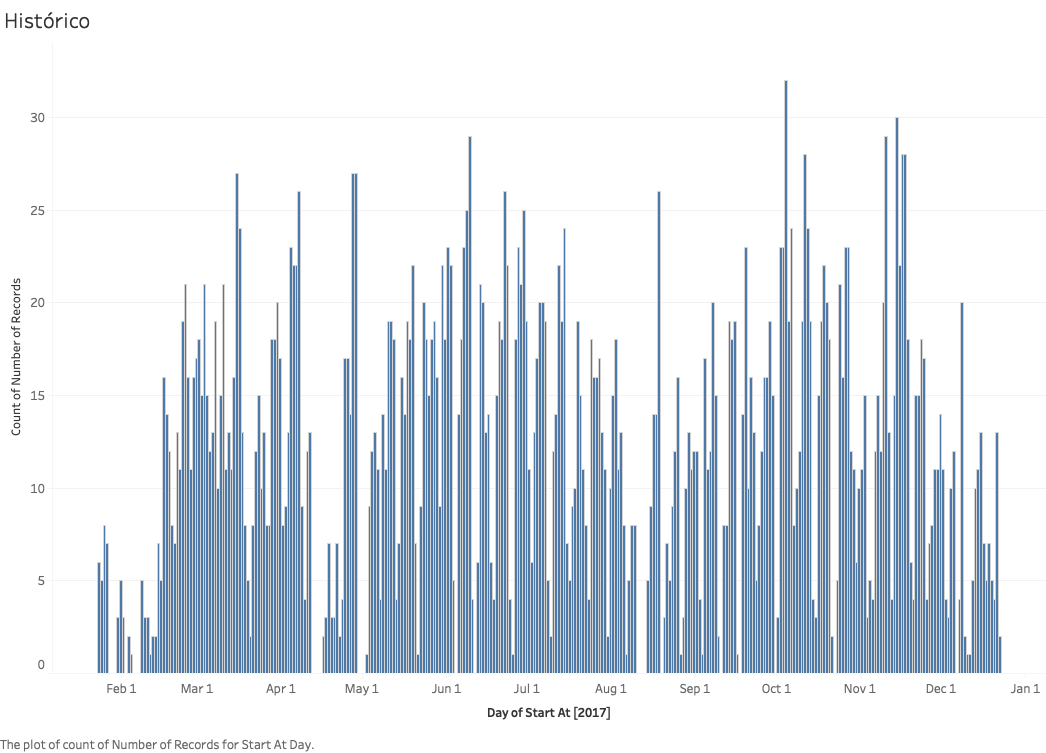 Histórico
Count of Number of Records
30
25
20
15
10
5
0
Feb 1 Mar 1 Apr 1 May 1 Jun 1 Jul 1 Aug 1 Sep 1 Oct 1 Nov 1 Dec 1 Jan 1
Day of Start At [2017]
The plot of count of Number of Records for Start At Day.